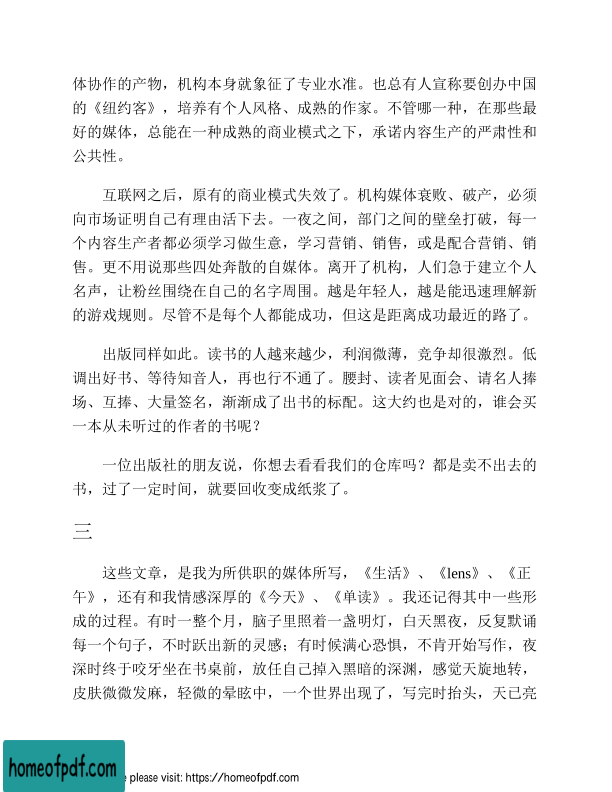 体协作的产物，机构本身就象征了专业水准。也总有人宣称要创办中国
的《纽约客》，培养有个人风格、成熟的作家。不管哪一种，在那些最
好的媒体，总能在一种成熟的商业模式之下，承诺内容生产的严肃性和
公共性。
互联网之后，原有的商业模式失效了。机构媒体衰败、破产，必须
向市场证明自己有理由活下去。一夜之间，部门之间的壁垒打破，每一
个内容生产者都必须学习做生意，学习营销、销售，或是配合营销、销
售。更不用说那些四处奔散的自媒体。离开了机构，人们急于建立个人
名声，让粉丝围绕在自己的名字周围。越是年轻人，越是能迅速理解新
的游戏规则。尽管不是每个人都能成功，但这是距离成功最近的路了。
出版同样如此。读书的人越来越少，利润微薄，竞争却很激烈。低
调出好书、等待知音人，再也行不通了。腰封、读者见面会、请名人捧
场、互捧、大量签名，渐渐成了出书的标配。这大约也是对的，谁会买
一本从未听过的作者的书呢？
一位出版社的朋友说，你想去看看我们的仓库吗？都是卖不出去的
书，过了一定时间，就要回收变成纸浆了。
三
这些文章，是我为所供职的媒体所写，《生活》、《lens》、《正
午》，还有和我情感深厚的《今天》、《单读》。我还记得其中一些形
成的过程。有时一整个月，脑子里照着一盏明灯，白天黑夜，反复默诵
每一个句子，不时跃出新的灵感；有时候满心恐惧，不肯开始写作，夜
深时终于咬牙坐在书桌前，放任自己掉入黑暗的深渊，感觉天旋地转，
皮肤微微发麻，轻微的晕眩中，一个世界出现了，写完时抬头，天已亮
homeofpdf.com
e please visit: https://homeofpdf.com